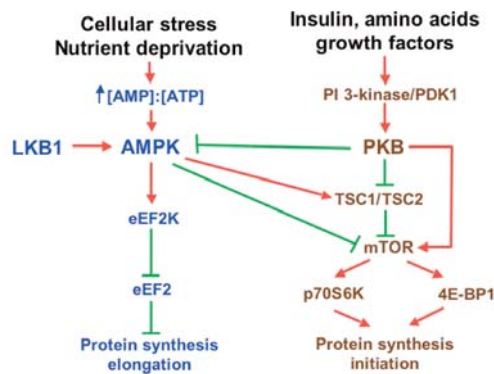 Cellular stress
Nutrient deprivation
Insulin, amino acids
growth factors
↑[AMP]:[ATP]
PI 3-kinase/PDK1
LKB1
AMPK
PKB
TSC1/TSC2
eEF2K
mTOR
eEF2
p70S6K
4E-BP1
Protein synthesis
elongation
Protein synthesis
initiation